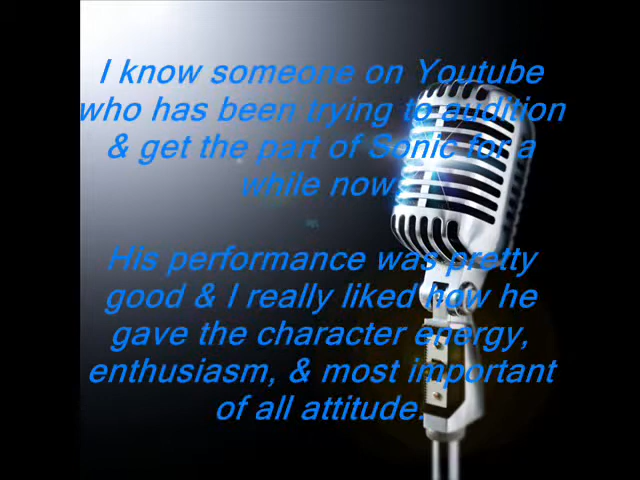 I know someone on Youtube
who has been trying to audition
& get the part of Sonic for a
while now.
His performance was pretty
good & I really liked how he
gave the character energy,
enthusiasm, & most important
of all attitude.